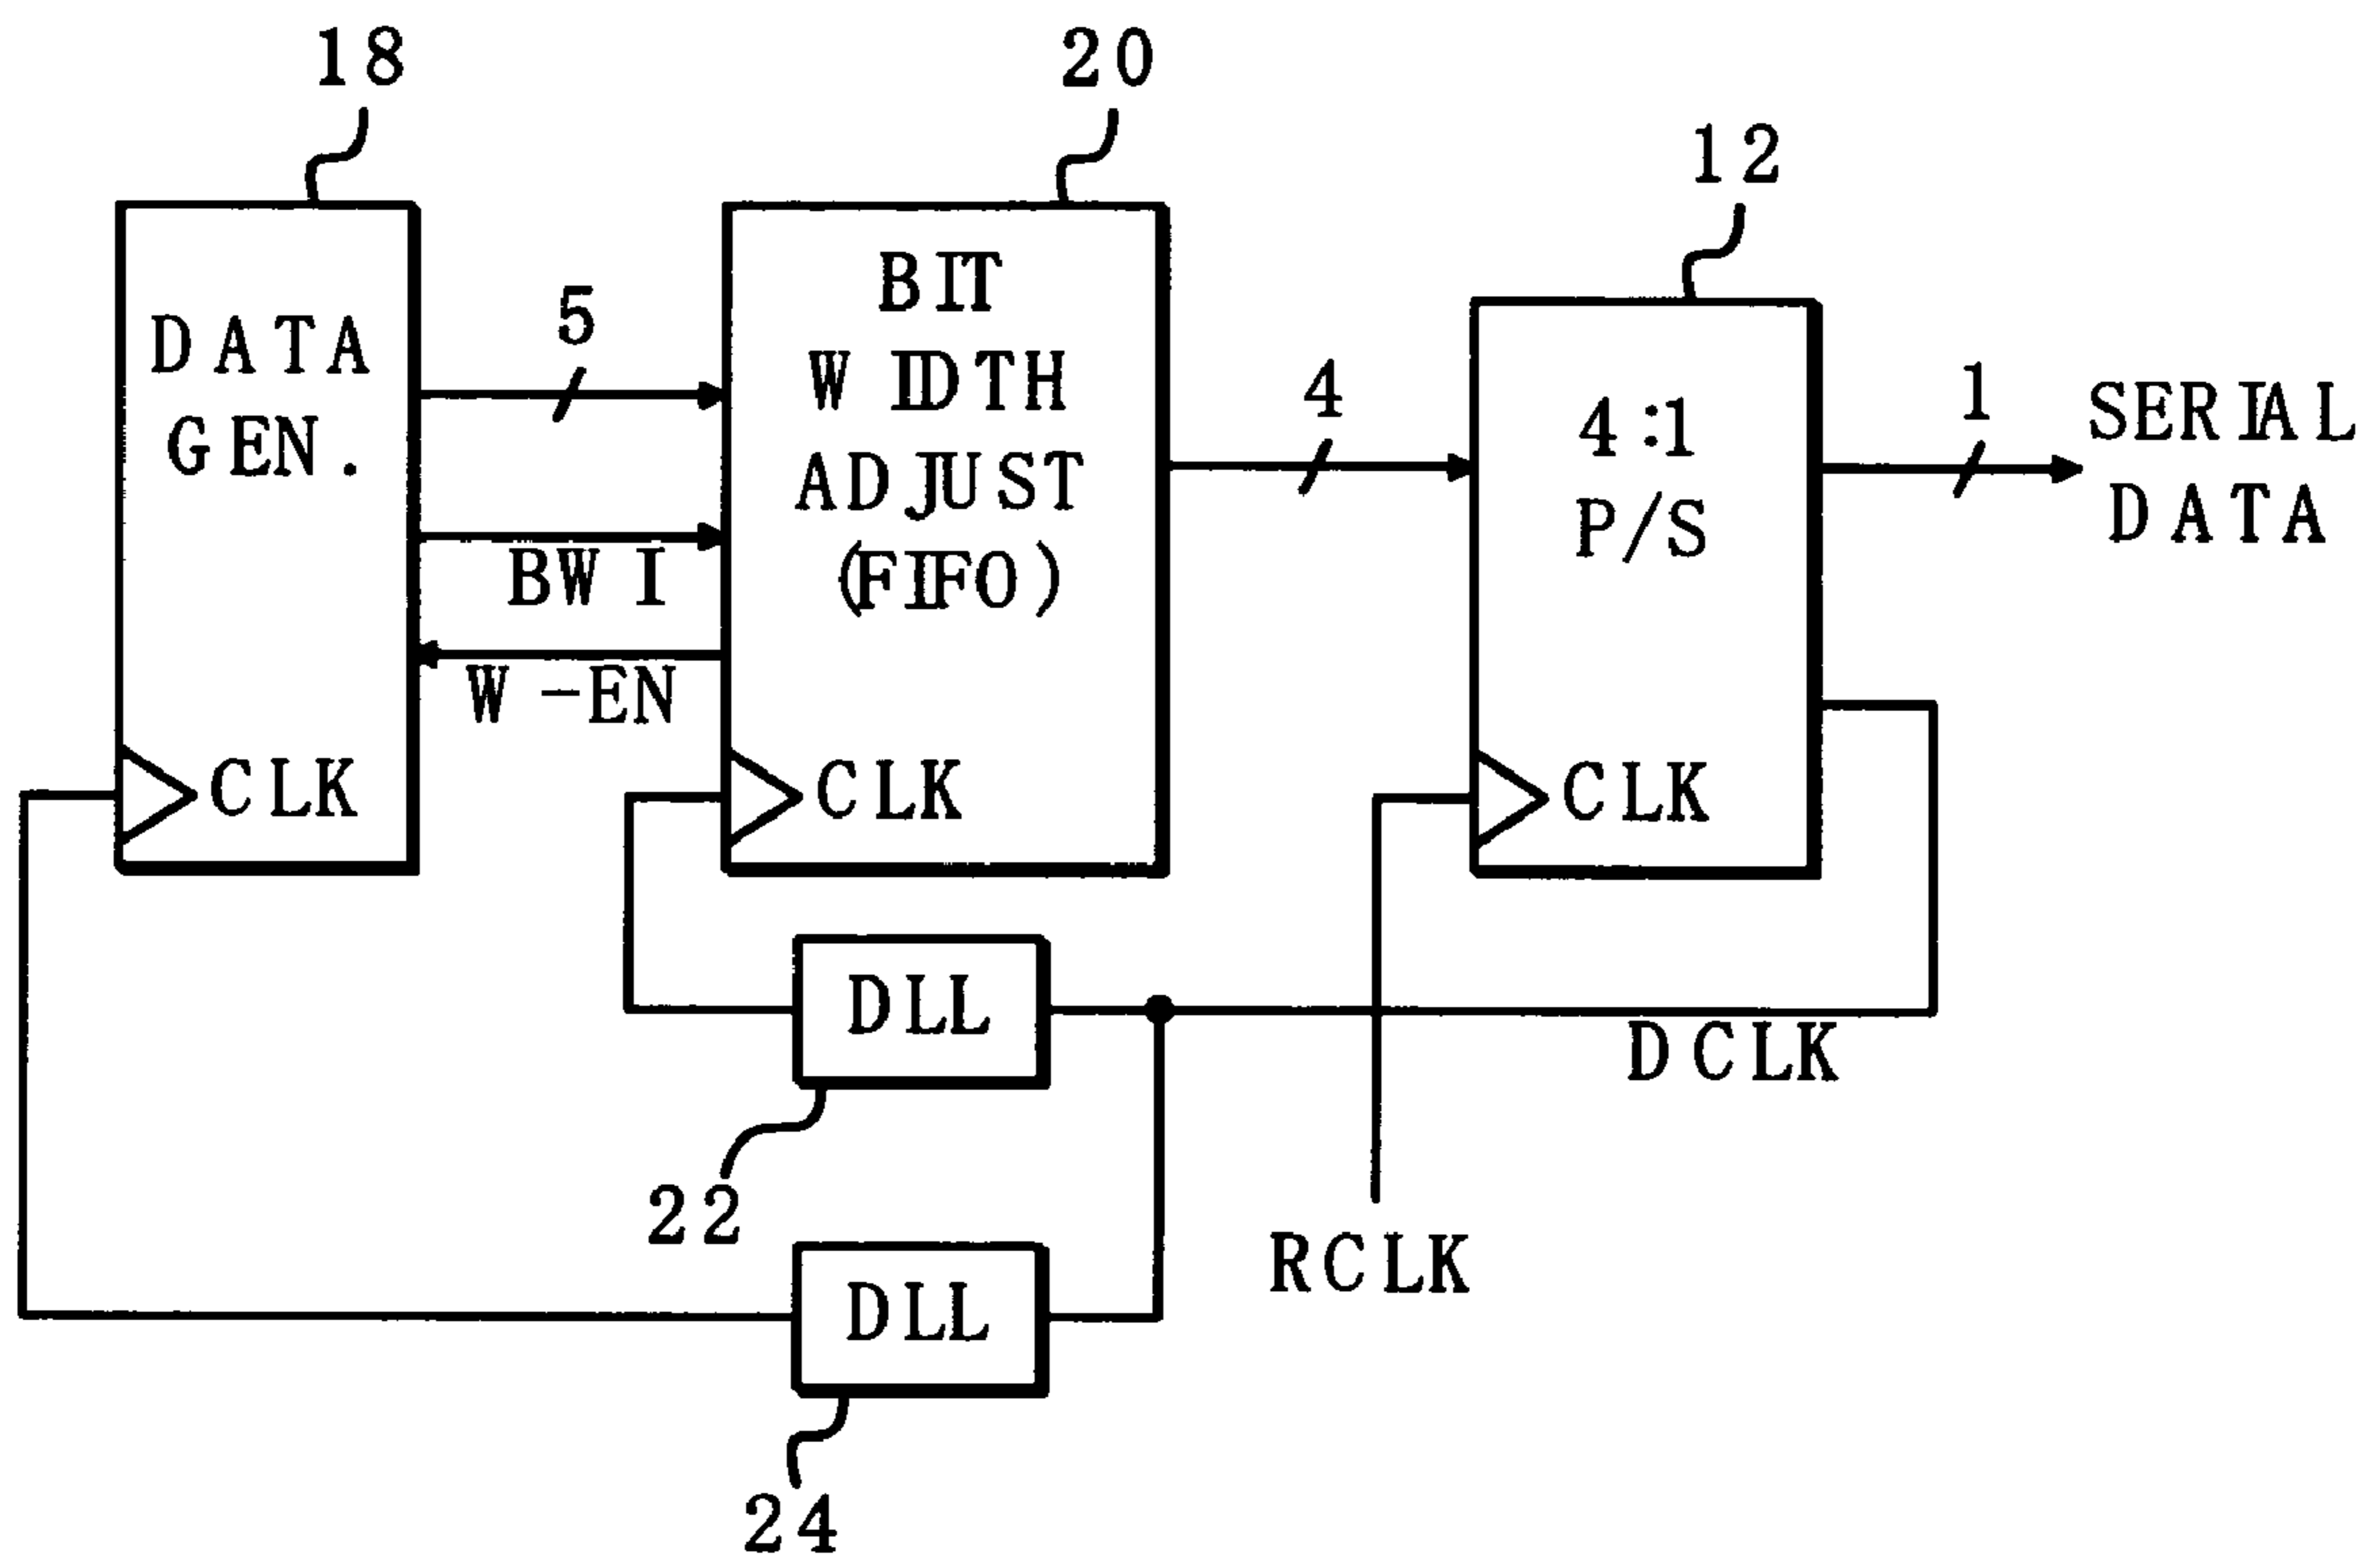 18
20
12
DATA
GEN.
CLK
5
BWI
W-EN
BIT
WIDTH
ADJUST
(FIFO)
CLK
4
4:1
P/S
CLK
1
SERIAL
DATA
DLL
22
DCLK
RCLK
DLL
24